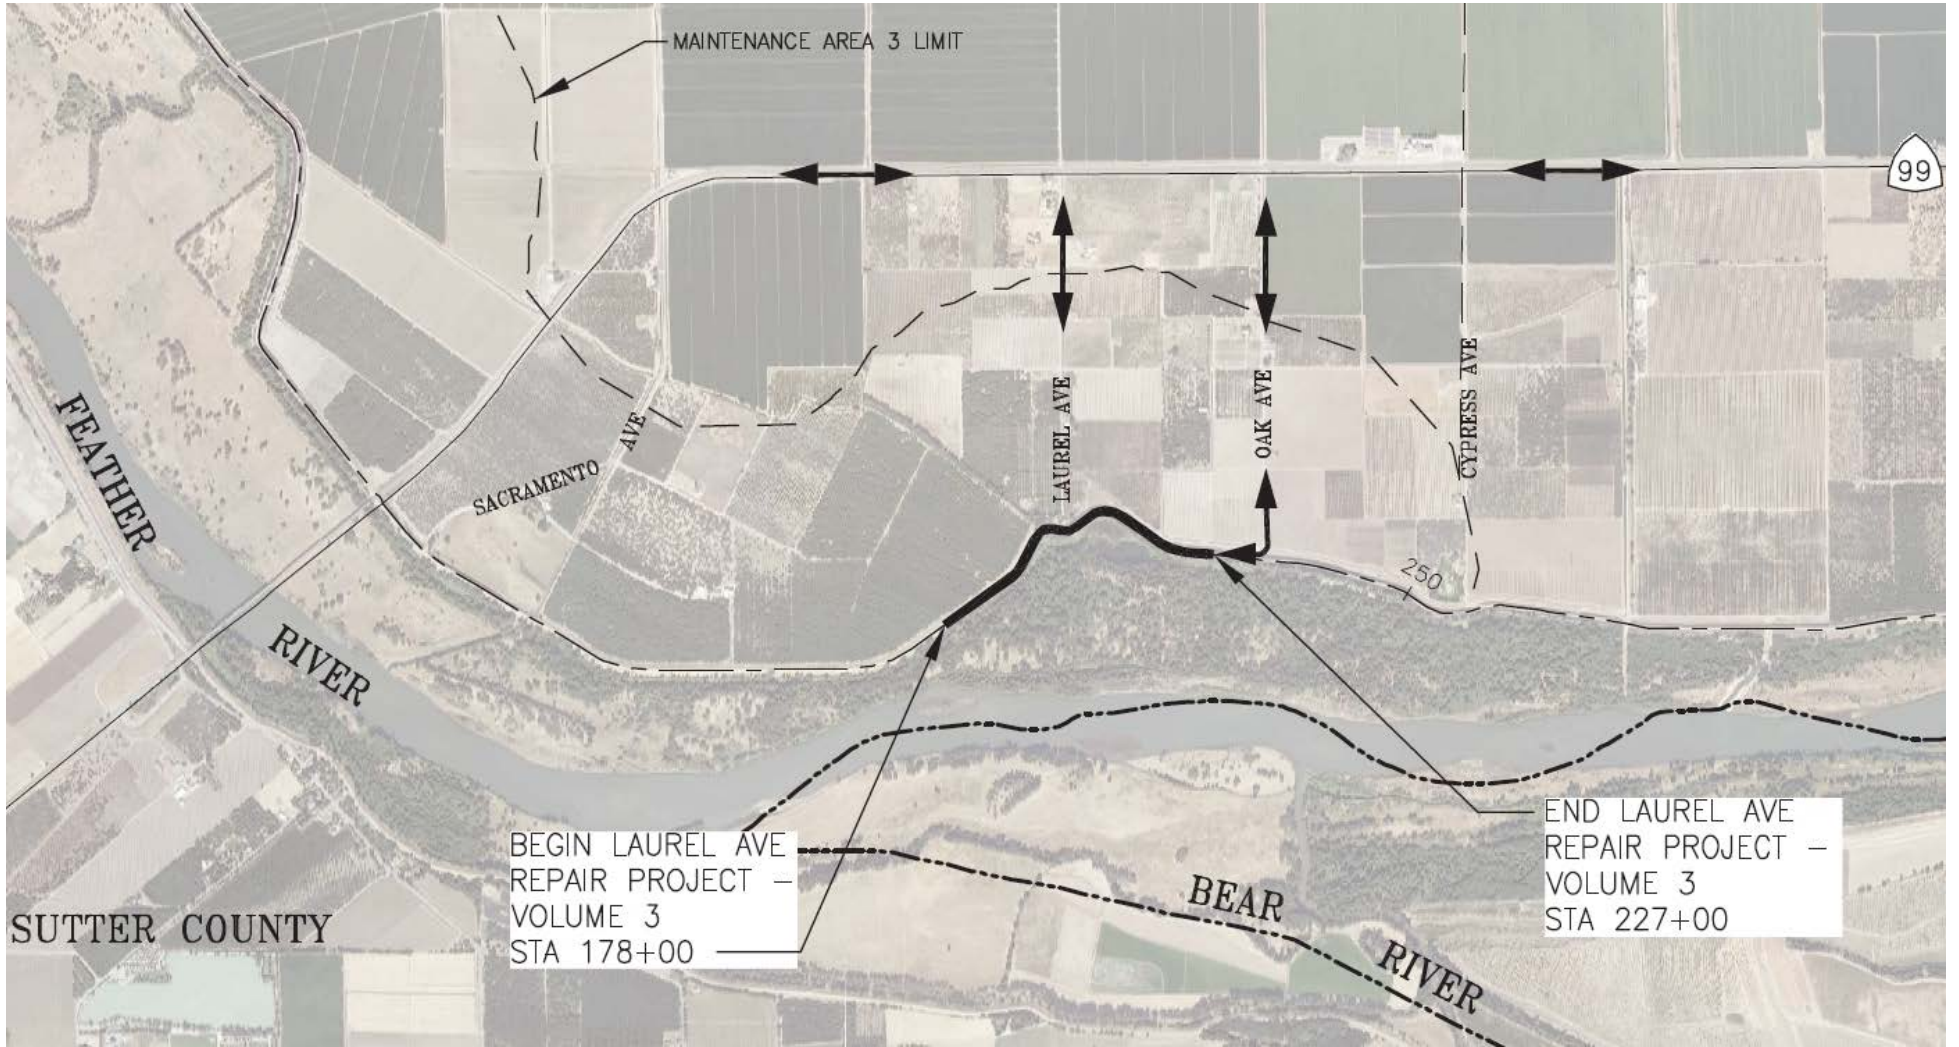 MAINTENANCE AREA 3 LIMIT
99
LAUREL AVE
OAK AVE
CYPRESS AVE
SACRAMENTO AVE
250
FEATHER
RIVER
BEGIN LAUREL AVE
REPAIR PROJECT –
VOLUME 3
STA 178+00
END LAUREL AVE
REPAIR PROJECT –
VOLUME 3
STA 227+00
BEAR
RIVER
SUTTER COUNTY